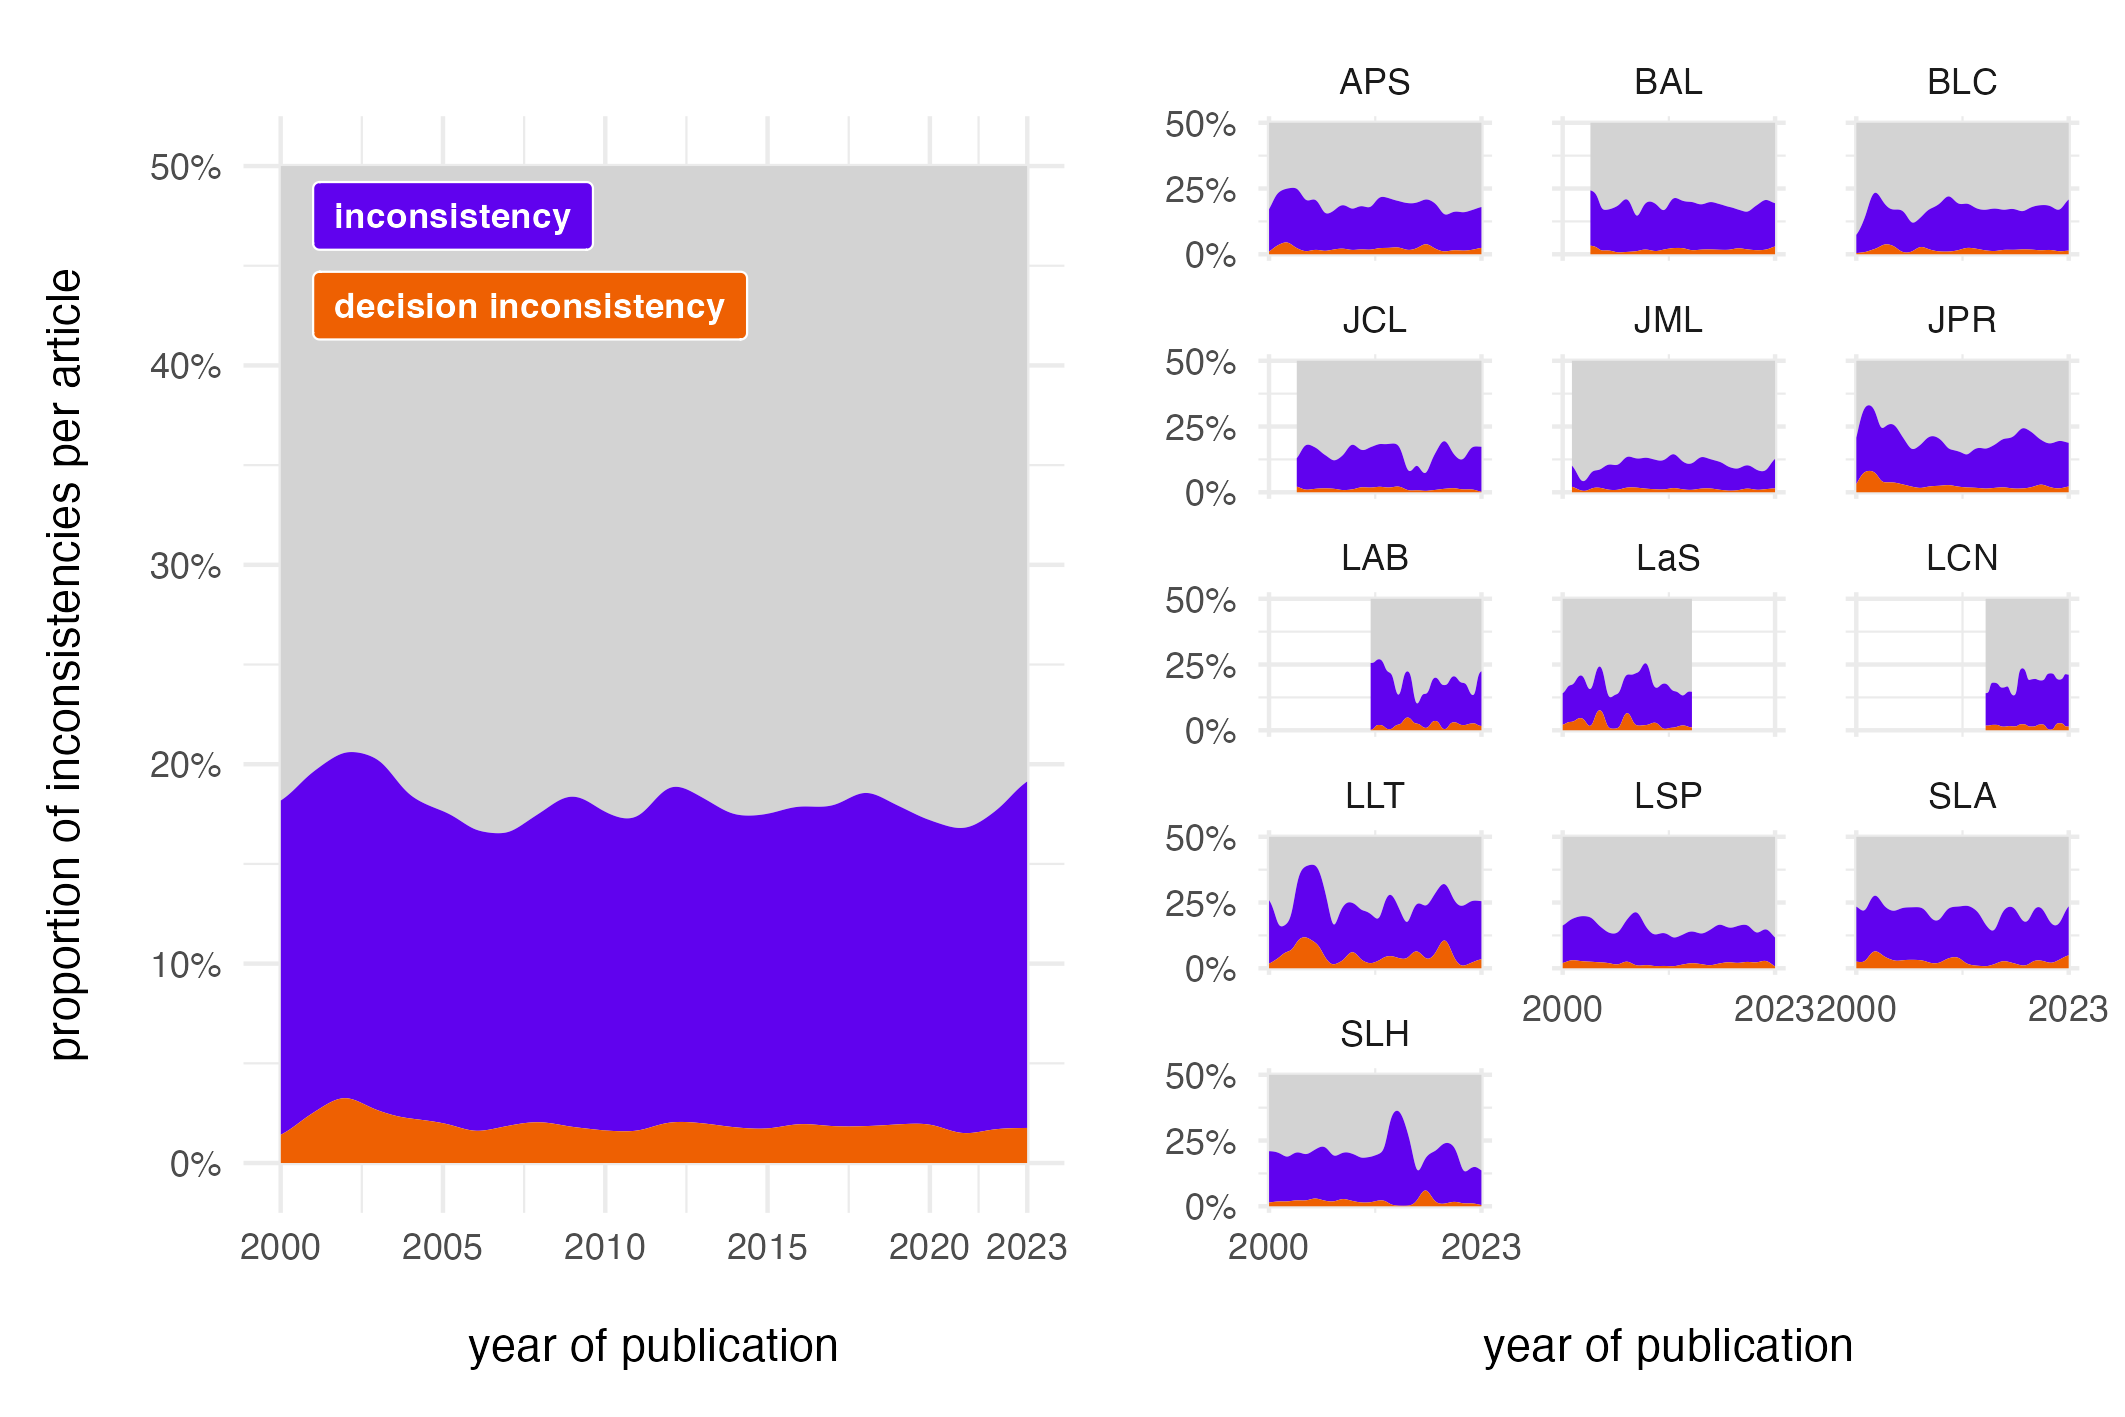 proportion of inconsistencies per article
50%
40%
30%
20%
10%
0%
inconsistency
decision inconsistency
2000 2005 2010 2015 2020 2023
year of publication
APS BAL BLC
50%
25%
0%
JCL JML JPR
50%
25%
0%
LAB LaS LCN
50%
25%
0%
LLT LSP SLA
50%
25%
0%
2000 2023 2000 2023
SLH
50%
25%
0%
2000 2023
year of publication